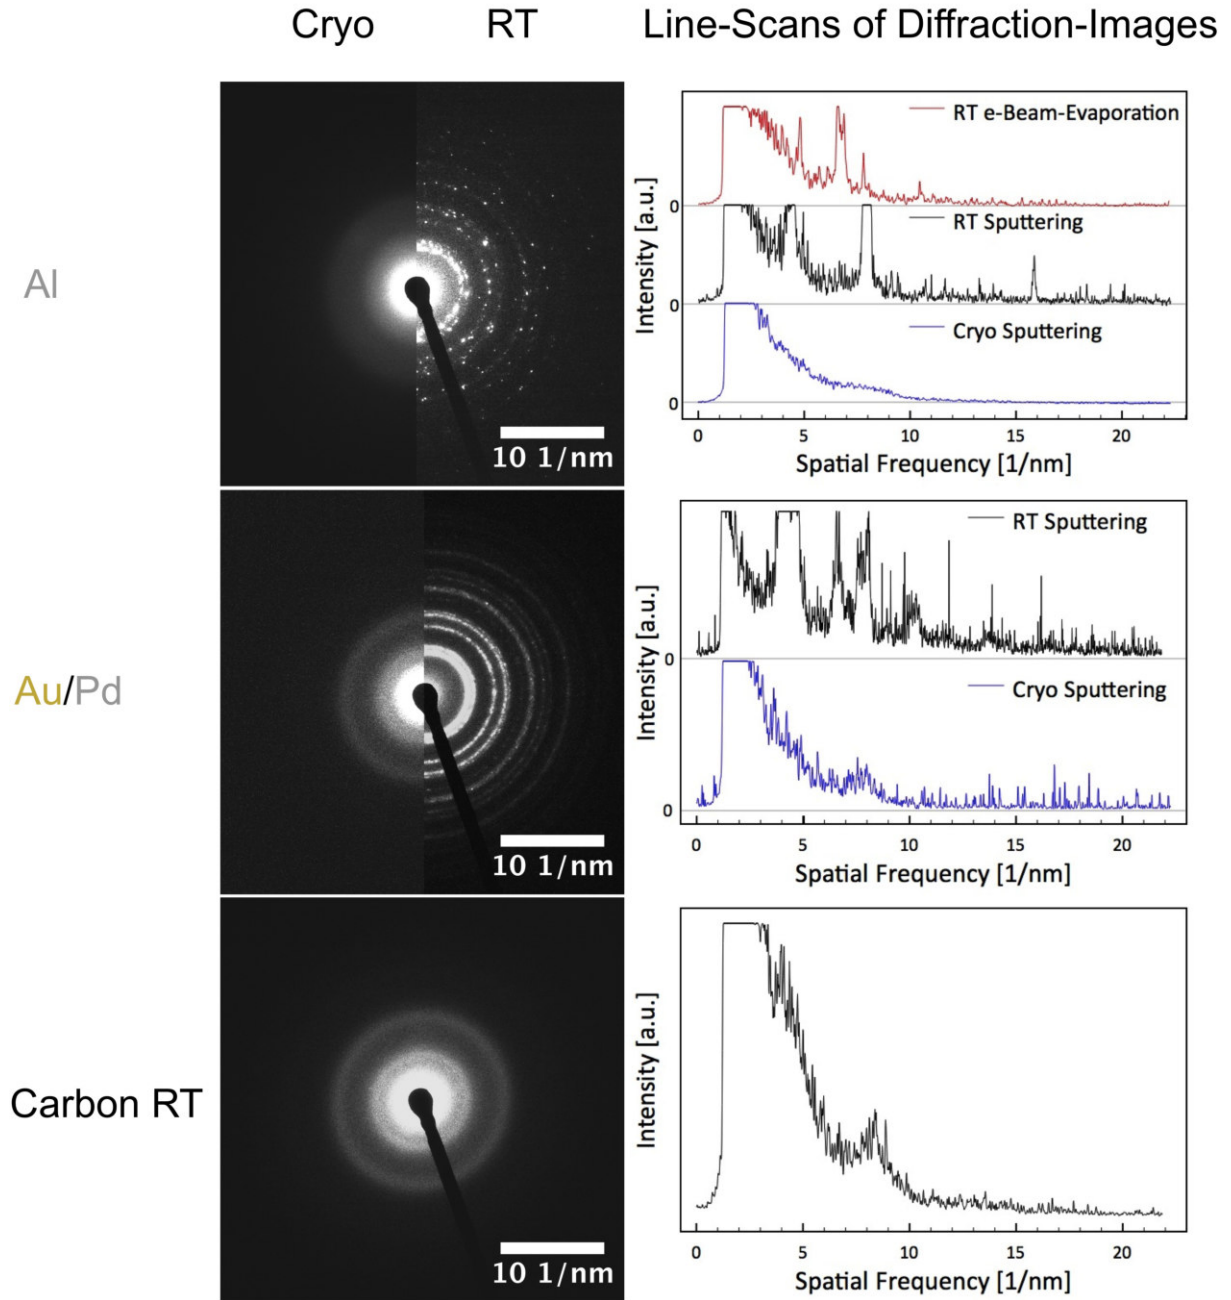 Cryo
RT
Line-Scans of Diffraction-Images
Al
10 1/nm
RT e-Beam-Evaporation
RT Sputtering
Cryo Sputtering
0
0
0
Intensity [a.u.]
0 5 10 15 20
Spatial Frequency [1/nm]
Au/Pd
10 1/nm
RT Sputtering
Cryo Sputtering
0
0
Intensity [a.u.]
0 5 10 15 20
Spatial Frequency [1/nm]
Carbon RT
10 1/nm
Intensity [a.u.]
0 5 10 15 20
Spatial Frequency [1/nm]